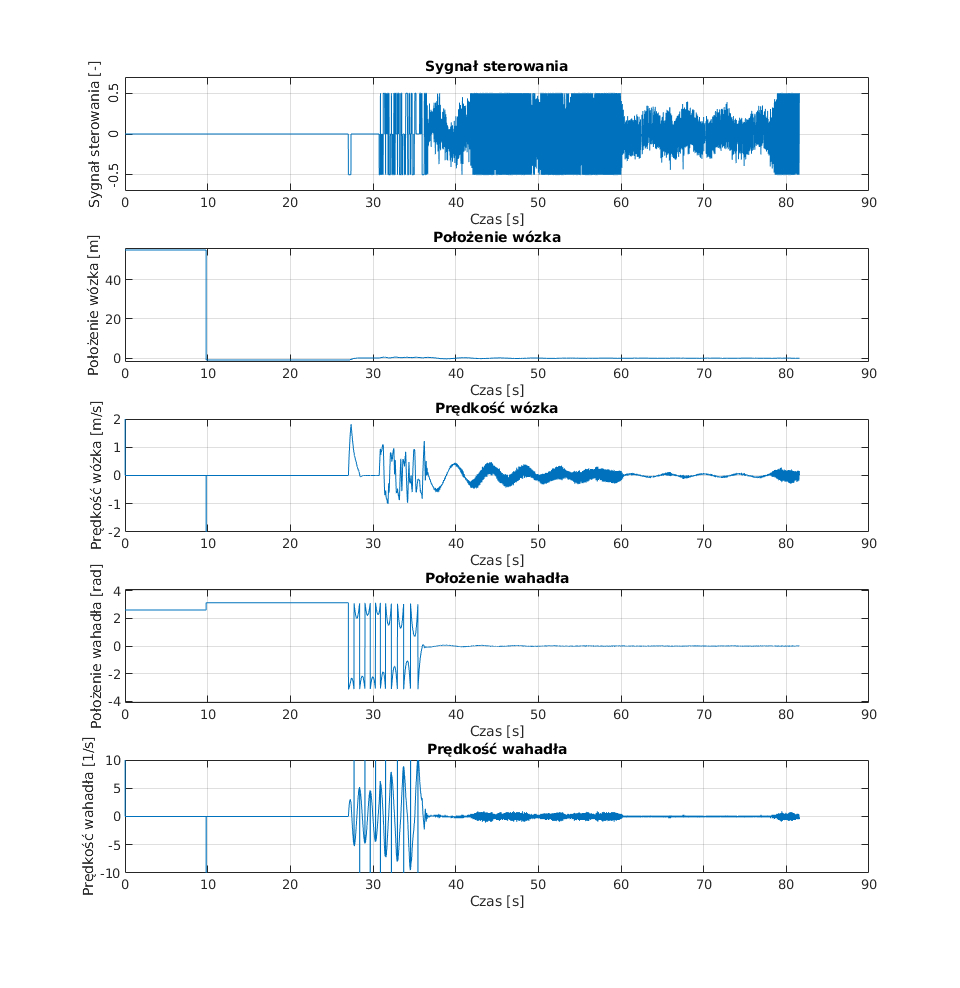 Sygnał sterowania
Sygnał sterowania [-]
0.5
0
-0.5
0 10 20 30 40 50 60 70 80 90
Czas [s]
Położenie wózka
Położenie wózka [m]
40
20
0
0 10 20 30 40 50 60 70 80 90
Czas [s]
Prędkość wózka
Prędkość wózka [m/s]
2
1
0
-1
-2
0 10 20 30 40 50 60 70 80 90
Czas [s]
Położenie wahadła
Położenie wahadła [rad]
4
2
0
-2
-4
0 10 20 30 40 50 60 70 80 90
Czas [s]
Prędkość wahadła
Prędkość wahadła [1/s]
10
5
0
-5
-10
0 10 20 30 40 50 60 70 80 90
Czas [s]